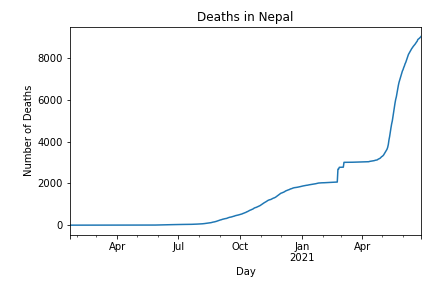 Deaths in Nepal
Number of Deaths
8000
6000
4000
2000
0
Apr Jul Oct Jan Apr
2021
Day